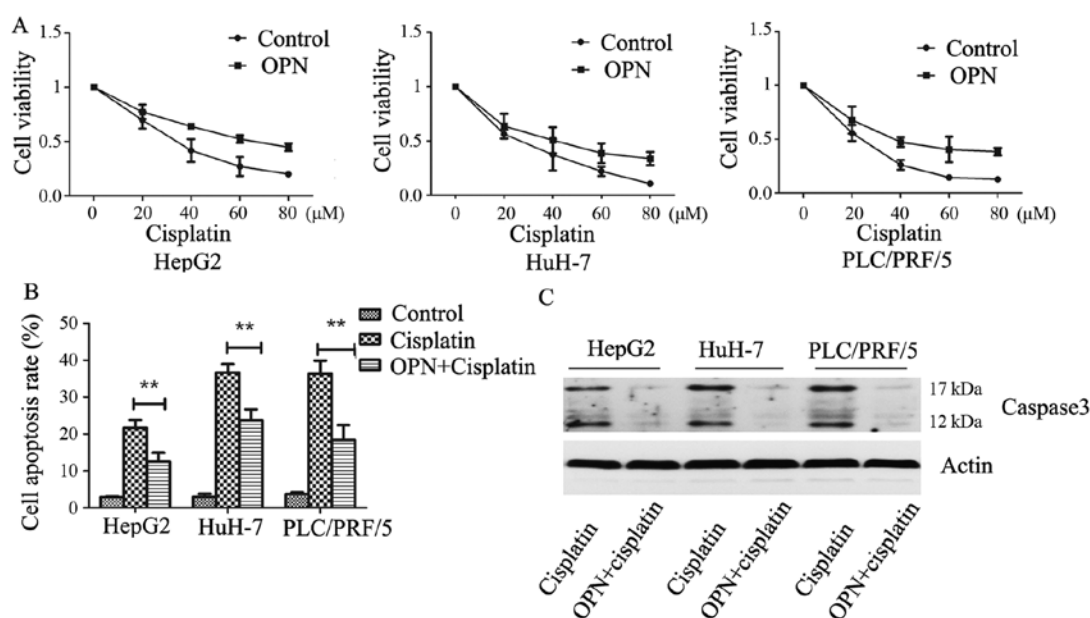 A
Cell viability
1.5
1
0.5
0.0
Control
OPN
0 20 40 60 80 (μM)
Cisplatin
HepG2
Cell viability
1.5
1
0.5
0.0
Control
OPN
0 20 40 60 80 (μM)
Cisplatin
HuH-7
Cell viability
1.5
1
0.5
0.0
Control
OPN
0 20 40 60 80 (μM)
Cisplatin
PLC/PRF/5
B
Cell apoptosis rate (%)
50
40
30
20
10
0
Control
Cisplatin
OPN+Cisplatin
**
**
**
HepG2 HuH-7 PLC/PRF/5
C
HepG2 HuH-7 PLC/PRF/5
17 kDa
12 kDa
Caspase3
Actin
Cisplatin
OPN+cisplatin
Cisplatin
OPN+cisplatin
Cisplatin
OPN+cisplatin